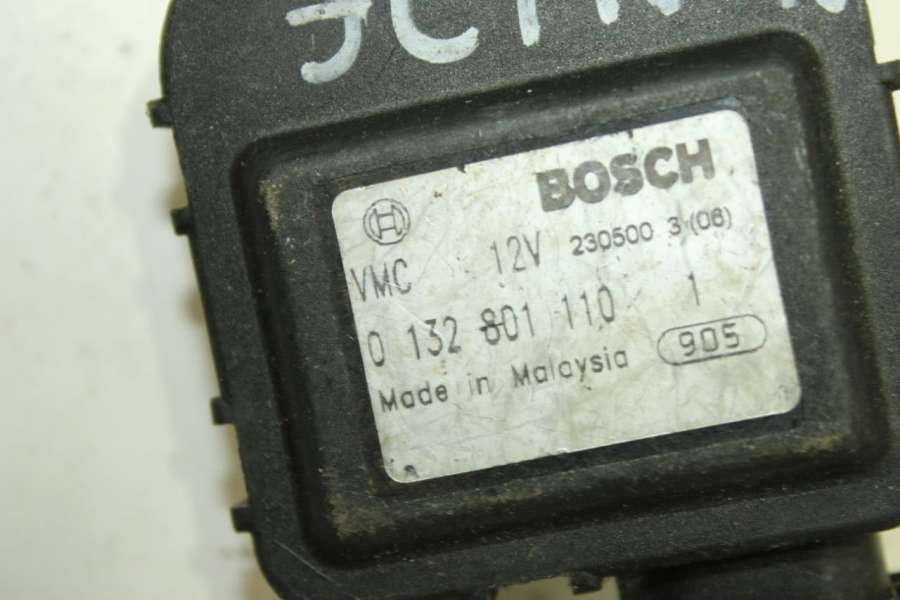 BOSCH
VMC 12V 230500 3 (06)
0 132 801 110 1
Made in Malaysia 905